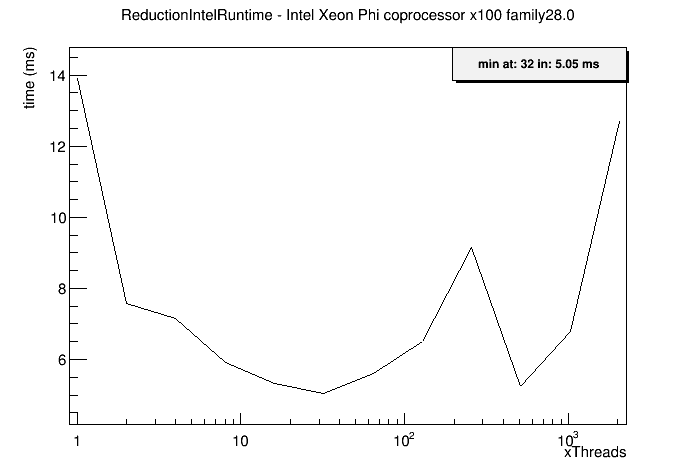 ReductionIntelRuntime - Intel Xeon Phi coprocessor x100 family28.0
time (ms)
min at: 32 in: 5.05 ms
14
12
10
8
6
1
10
10²
10³
xThreads